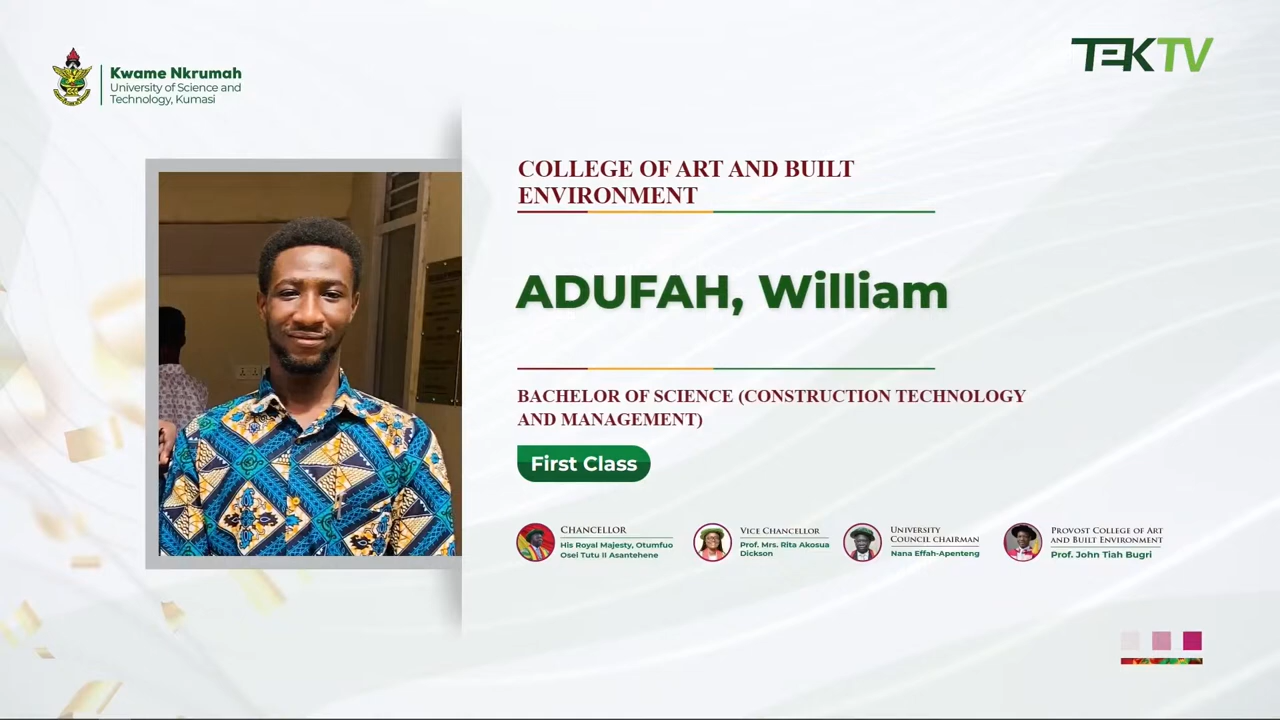 Kwame Nkrumah
University of Science and
Technology, Kumasi
TEKTV
COLLEGE OF ART AND BUILT
ENVIRONMENT
ADUFAH, William
BACHELOR OF SCIENCE (CONSTRUCTION TECHNOLOGY
AND MANAGEMENT)
First Class
CHANCELLOR
His Royal Majesty, Otumfuo
Osei Tutu II Asantehene
VICE CHANCELLOR
Prof. Mrs. Rita Akosua
Dickson
UNIVERSITY
COUNCIL CHAIRMAN
Nana Effah-Apenteng
PROVOST COLLEGE OF ART
AND BUILT ENVIRONMENT
Prof. John Tiah Bugri